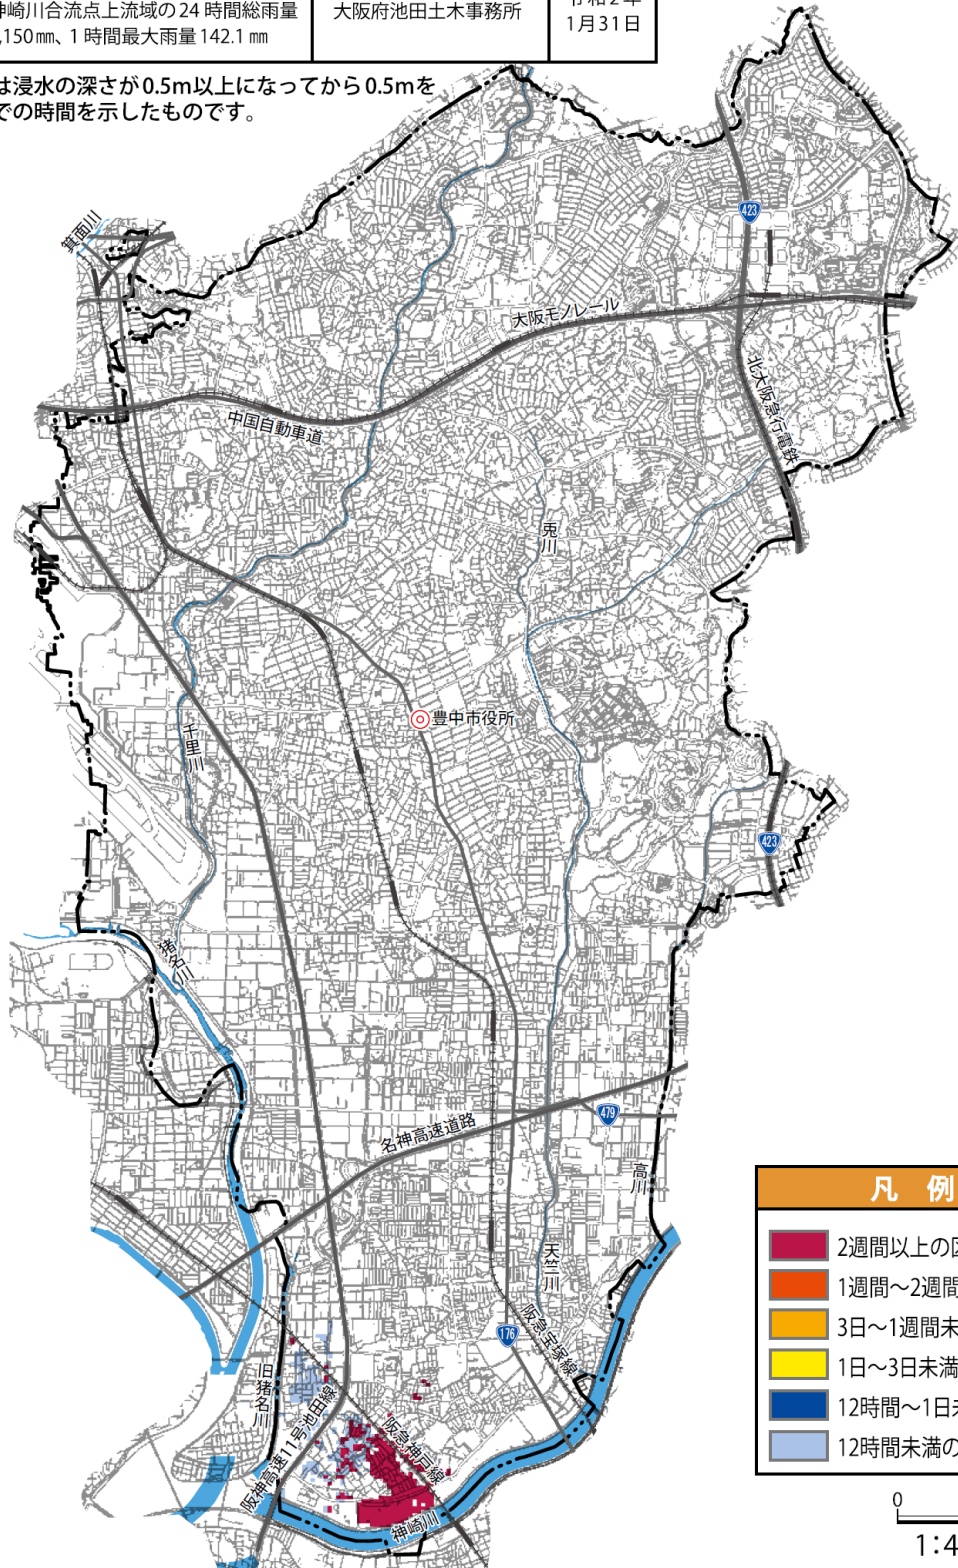 神崎川合流点上流域の24時間総雨量
,150㎜、1時間最大雨量142.1㎜
大阪府池田土木事務所
令和2年
1月31日
は浸水の深さが0.5m以上になってから0.5mを
での時間を示したものです。
箕面川
423
大阪モノレール
北大阪急行電鉄
中国自動車道
兎川
豊中市役所
千里川
423
猪名川
479
名神高速道路
高川
天竺川
176
阪急宝塚線
旧猪名川
阪神高速11号池田線
阪急神戸線
神崎川
凡 例
2週間以上の区
1週間～2週間
3日～1週間未
1日～3日未満
12時間～1日未
12時間未満の
0
1:4